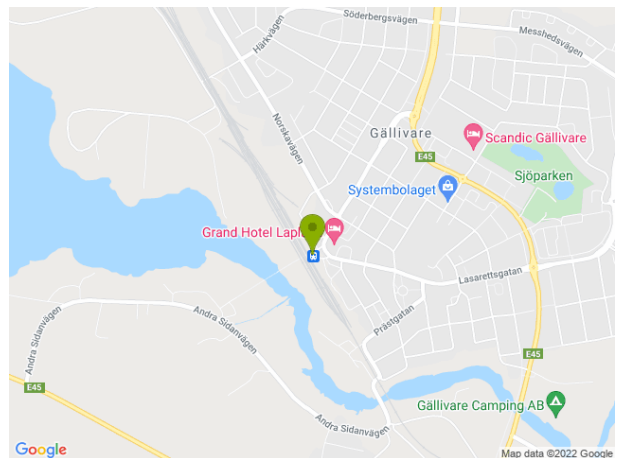 Söderbergsvägen
Messhedsvägen
Härkvägen
Norskavägen
Gällivare
Scandic Gällivare
E45
Sjöparken
Systembolaget
Grand Hotel Lapl
Lasarettsgatan
Andra Sidanvägen
Andra Sidanvägen
Prästgatan
E45
E45
Gällivare Camping AB
Andra Sidanvägen
Google
Map data ©2022 Google